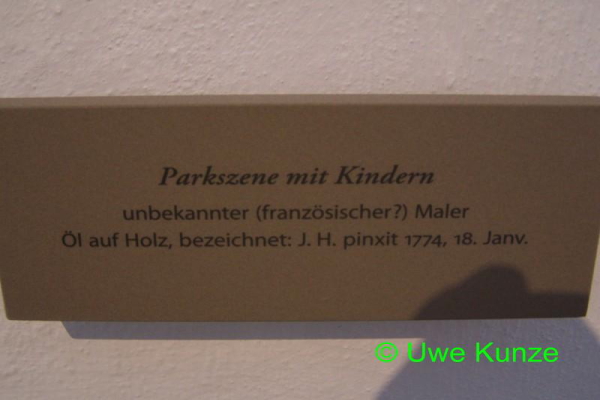 Parkszene mit Kindern
unbekannter (französischer?) Maler
Öl auf Holz, bezeichnet: J. H. pinxit 1774, 18. Janv.
© Uwe Kunze